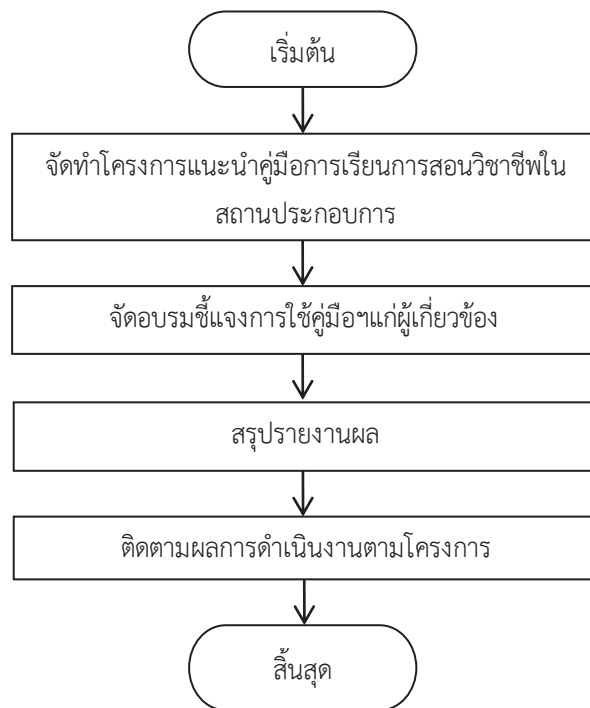 เริ่มต้น
จัดทำโครงการแนะนำคู่มือการเรียนการสอนวิชาชีพใน
สถานประกอบการ
จัดอบรมชี้แจงการใช้คู่มือฯแก่ผู้เกี่ยวข้อง
สรุปรายงานผล
ติดตามผลการดำเนินงานตามโครงการ
สิ้นสุด